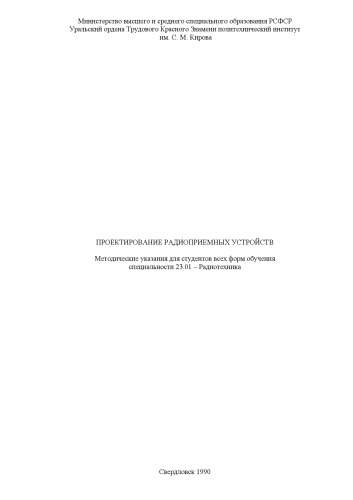 Министерство высшего и среднего специального образования РСФСР
Уральский ордена Трудового Красного Знамени политехнический институт
им. С. М. Кирова
ПРОЕКТИРОВАНИЕ РАДИОПРИЕМНЫХ УСТРОЙСТВ
Методические указания для студентов всех форм обучения
специальности 23.01 – Радиотехника
Свердловск 1990